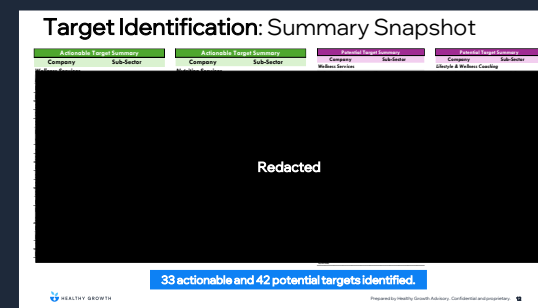 Target Identification: Summary Snapshot
Actionable Target Summary
Company Sub-Sector
Actionable Target Summary
Company Sub-Sector
Potential Target Summary
Company Sub-Sector
Wellness Services
Potential Target Summary
Company Sub-Sector
Lifestyle & Wellness Coaching
Redacted
33 actionable and 42 potential targets identified.
HEALTHY GROWTH
Prepared by Healthy Growth Advisory. Confidential and proprietary.